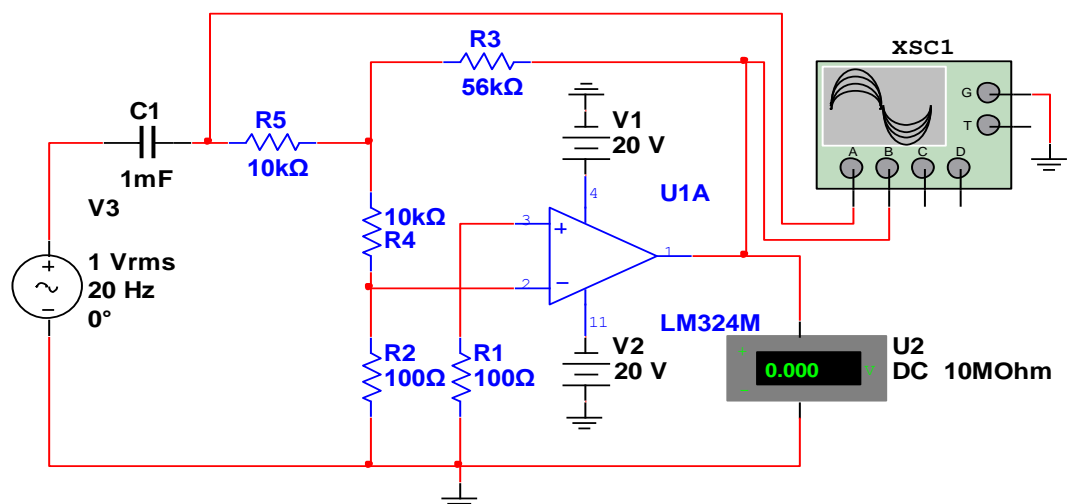 XSC1
G
T
A
B
C
D
R3
56kΩ
C1
1mF
R5
10kΩ
V1
20 V
V3
1 Vrms
20 Hz
0°
10kΩ
R4
U1A
4
3
+
2
−
1
11
LM324M
V2
20 V
R2
100Ω
R1
100Ω
+
−
0.000
V
U2
DC 10MOhm
+
−